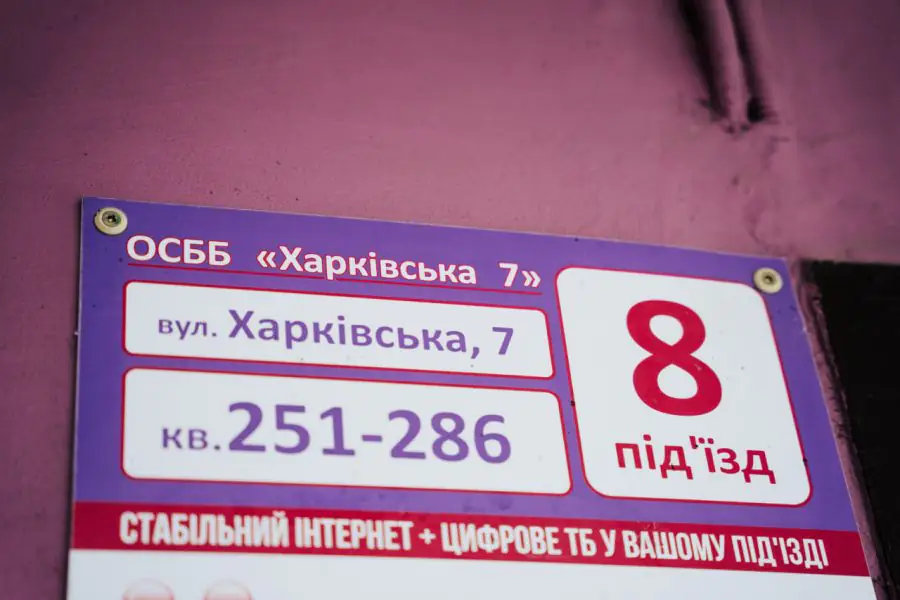 ОСББ «Харківська 7»
вул. Харківська, 7
кв.251-286
8
під'їзд
СТАБІЛЬНИЙ ІНТЕРНЕТ + ЦИФРОВЕ ТБ У ВАШОМУ ПІД'ЇЗДІ